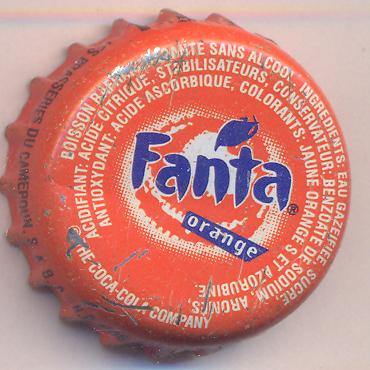 BOISSON RAFRAICHISSANTE SANS ALCOOL. INGREDIENTS: EAU GAZEIFIEE, SUCRE,
ACIDIFIANT: ACIDE CITRIQUE, STABILISATEURS, CONSERVATEUR: BENZOATE DE SODIUM, AROMES,
ANTIOXYDANT: ACIDE ASCORBIQUE, COLORANTS: JAUNE ORANGE S ET AZORUBINE.
Fanta®
orange
THE COCA-COLA COMPANY
BRASSERIES DU CAMEROUN